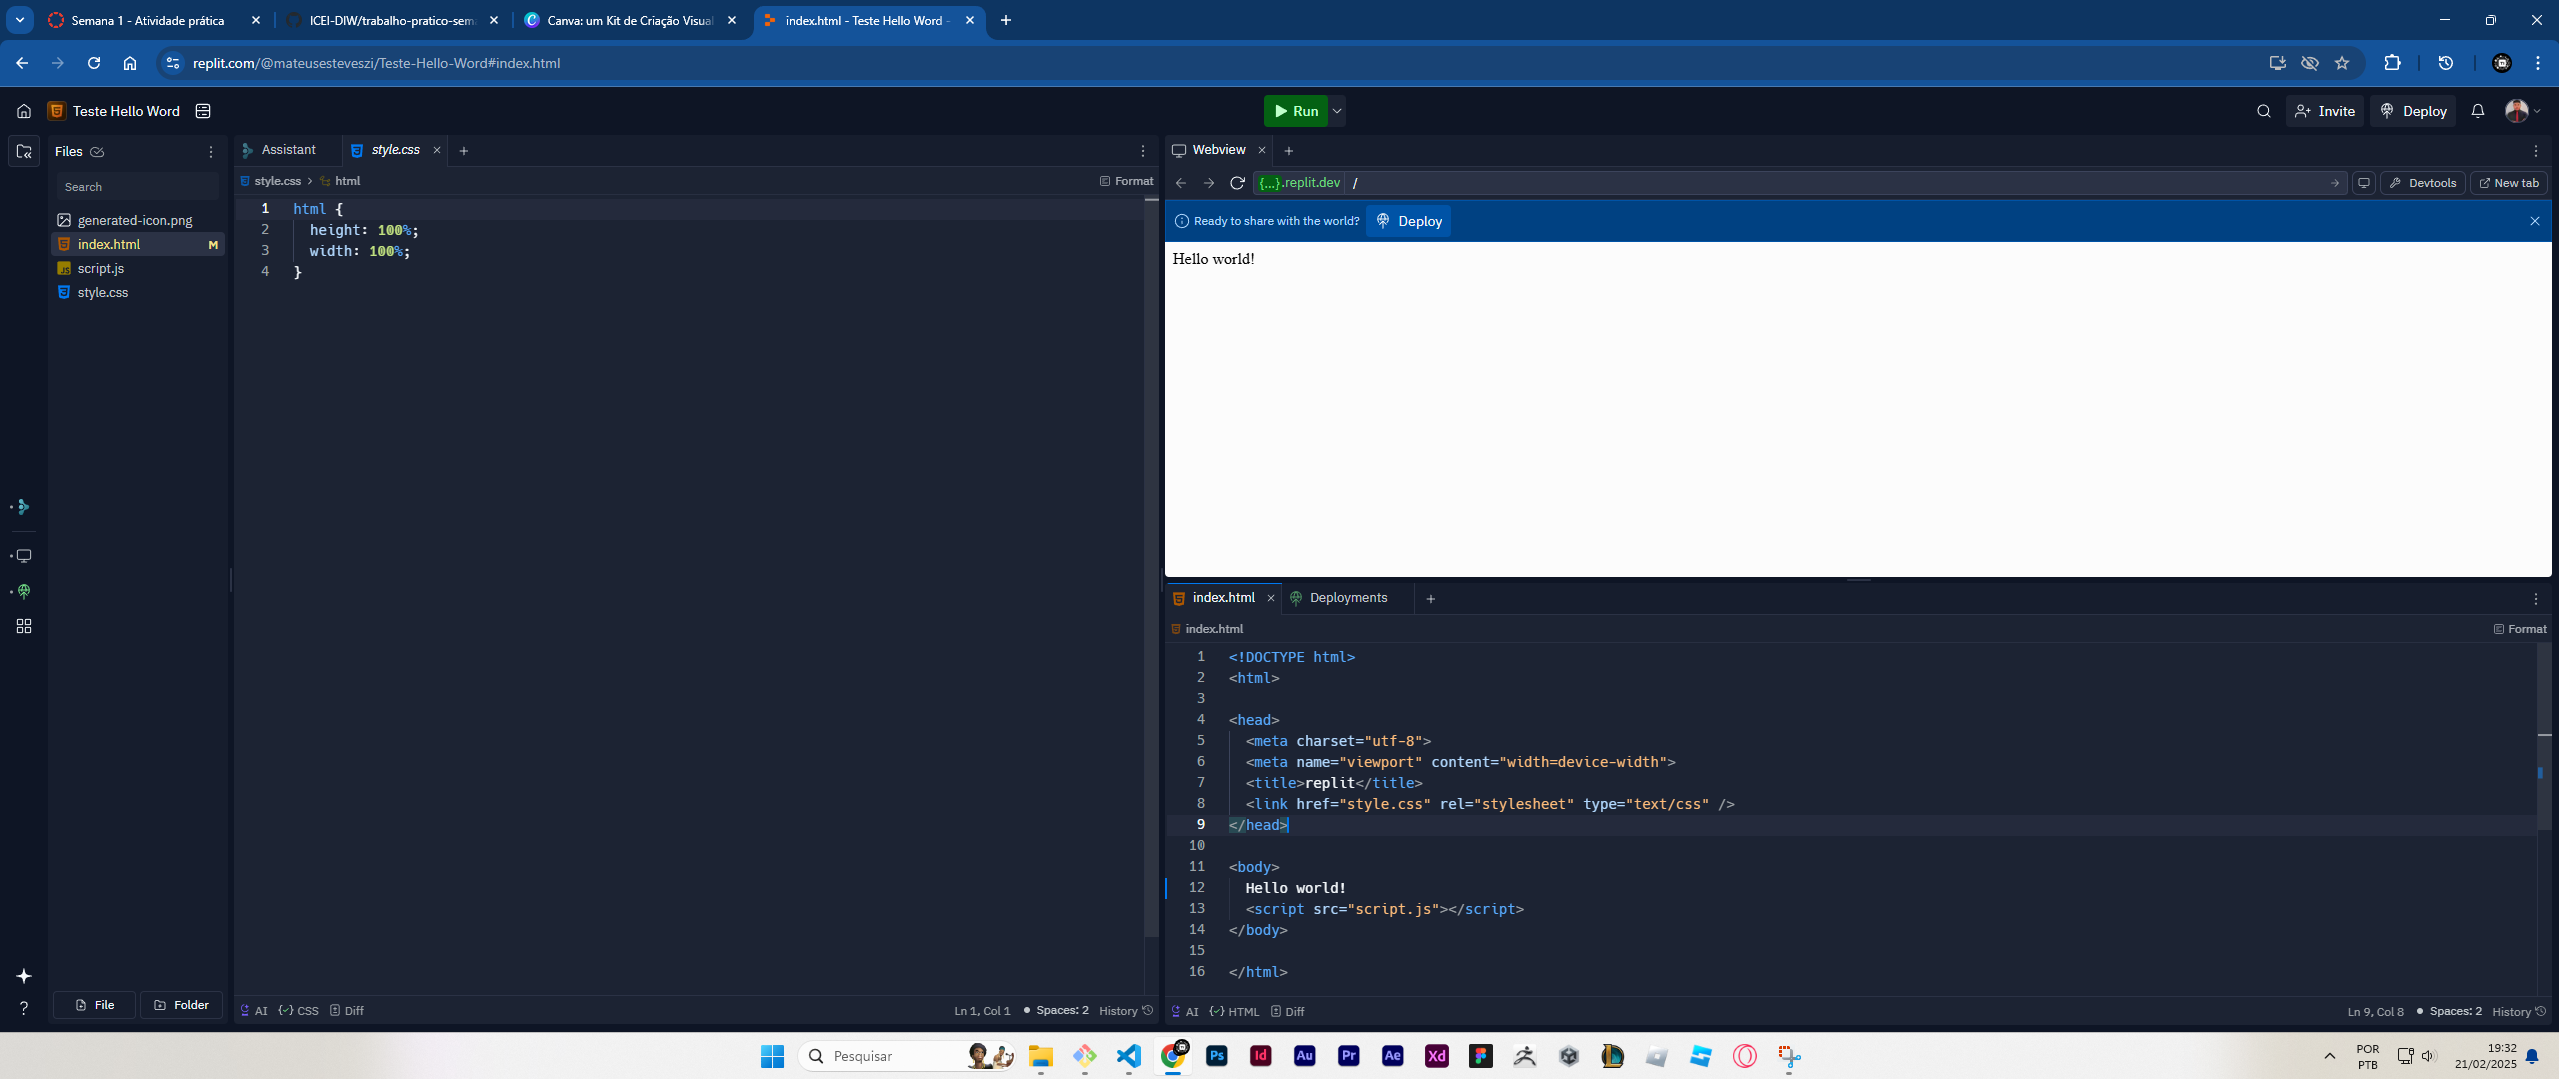 Semana 1 - Atividade prática
ICEI-DIW/trabalho-pratico-sem
Canva: um Kit de Criação Visual
index.html - Teste Hello Word -
replit.com/@mateusesteveszi/Teste-Hello-Word#index.html
Teste Hello Word
Run
Invite
Deploy
Files
Search
generated-icon.png
index.html M
script.js
style.css
File
Folder
Assistant
style.css
style.css > html
Format
1 html {
2 height: 100%;
3 width: 100%;
4 }
AI
CSS
Diff
Ln 1, Col 1
Spaces: 2
History
Webview
{...}.replit.dev /
Devtools
New tab
Ready to share with the world?
Deploy
Hello world!
index.html
Deployments
index.html
Format
1 <!DOCTYPE html>
2 <html>
3
4 <head>
5 <meta charset="utf-8">
6 <meta name="viewport" content="width=device-width">
7 <title>replit</title>
8 <link href="style.css" rel="stylesheet" type="text/css" />
9 </head>
10
11 <body>
12 Hello world!
13 <script src="script.js"></script>
14 </body>
15
16 </html>
AI
HTML
Diff
Ln 9, Col 8
Spaces: 2
History
Pesquisar
Ps
Id
Au
Pr
Ae
Xd
POR
PTB
19:32
21/02/2025